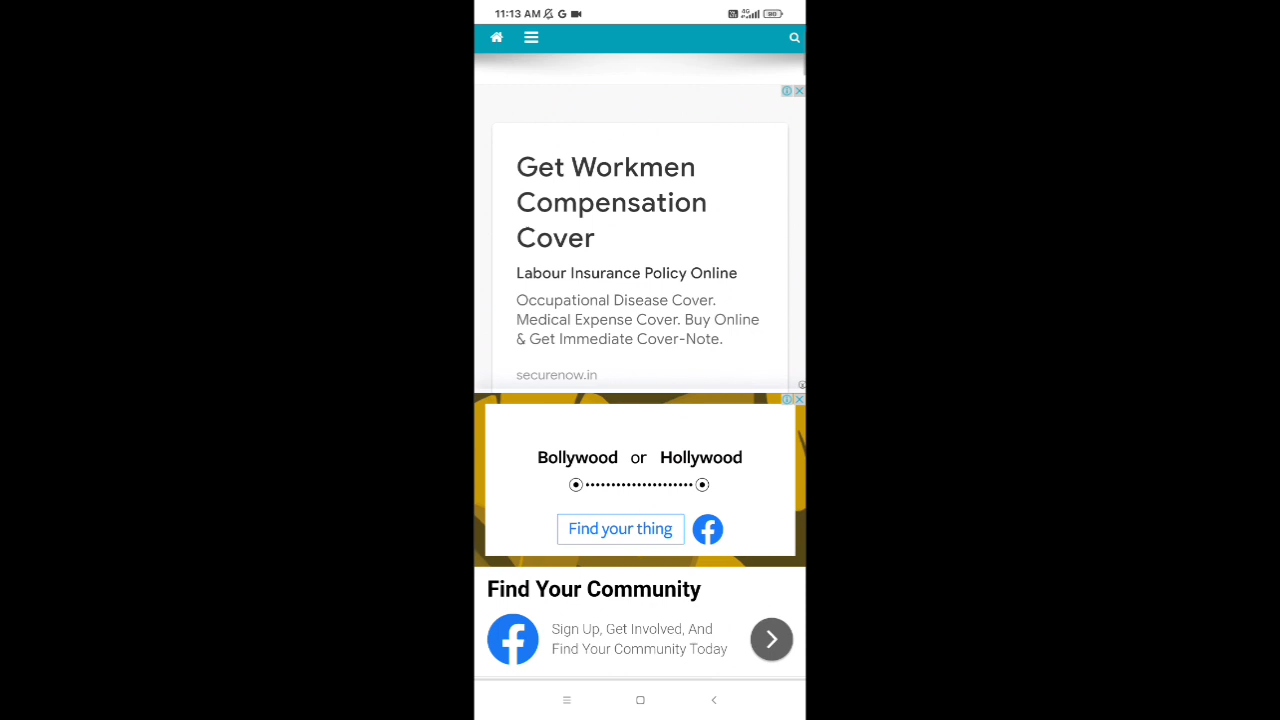 11:13 AM
4G
90
Get Workmen
Compensation
Cover
Labour Insurance Policy Online
Occupational Disease Cover.
Medical Expense Cover. Buy Online
& Get Immediate Cover-Note.
securenow.in
Bollywood or Hollywood
Find your thing
Find Your Community
Sign Up, Get Involved, And
Find Your Community Today